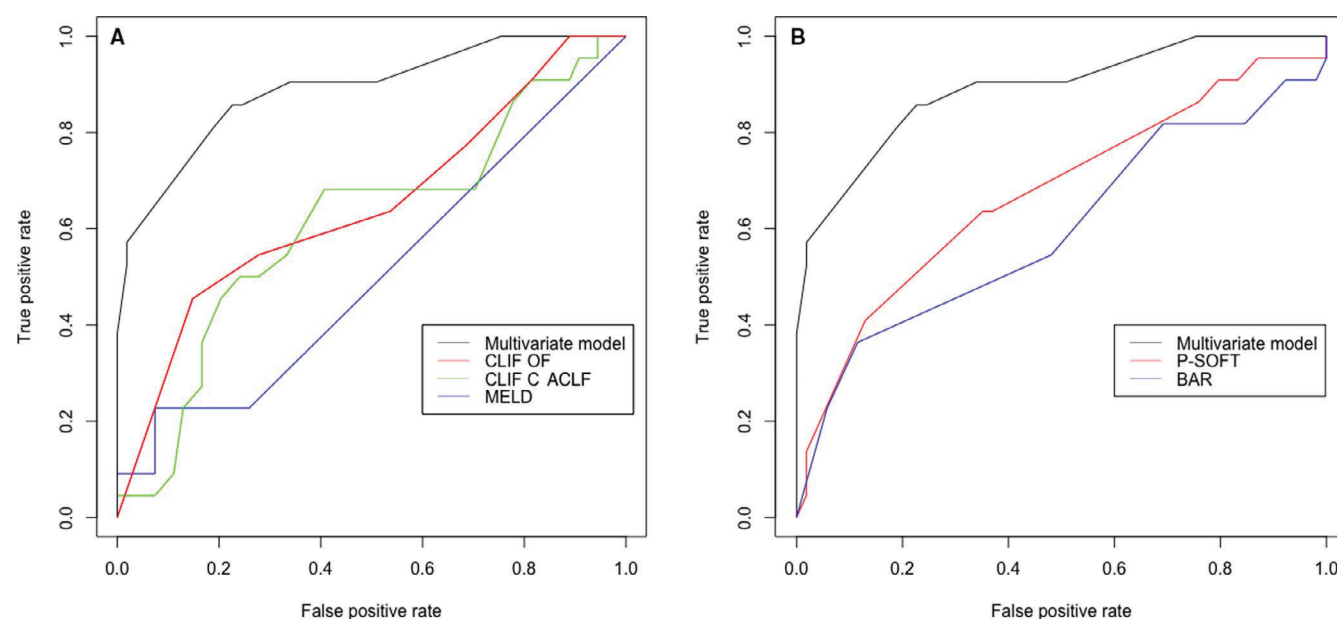 A
True positive rate
1.0
0.8
0.6
0.4
0.2
0.0
Multivariate model
CLIF OF
CLIF C ACLF
MELD
0.0 0.2 0.4 0.6 0.8 1.0
False positive rate
B
True positive rate
1.0
0.8
0.6
0.4
0.2
0.0
Multivariate model
P-SOFT
BAR
0.0 0.2 0.4 0.6 0.8 1.0
False positive rate